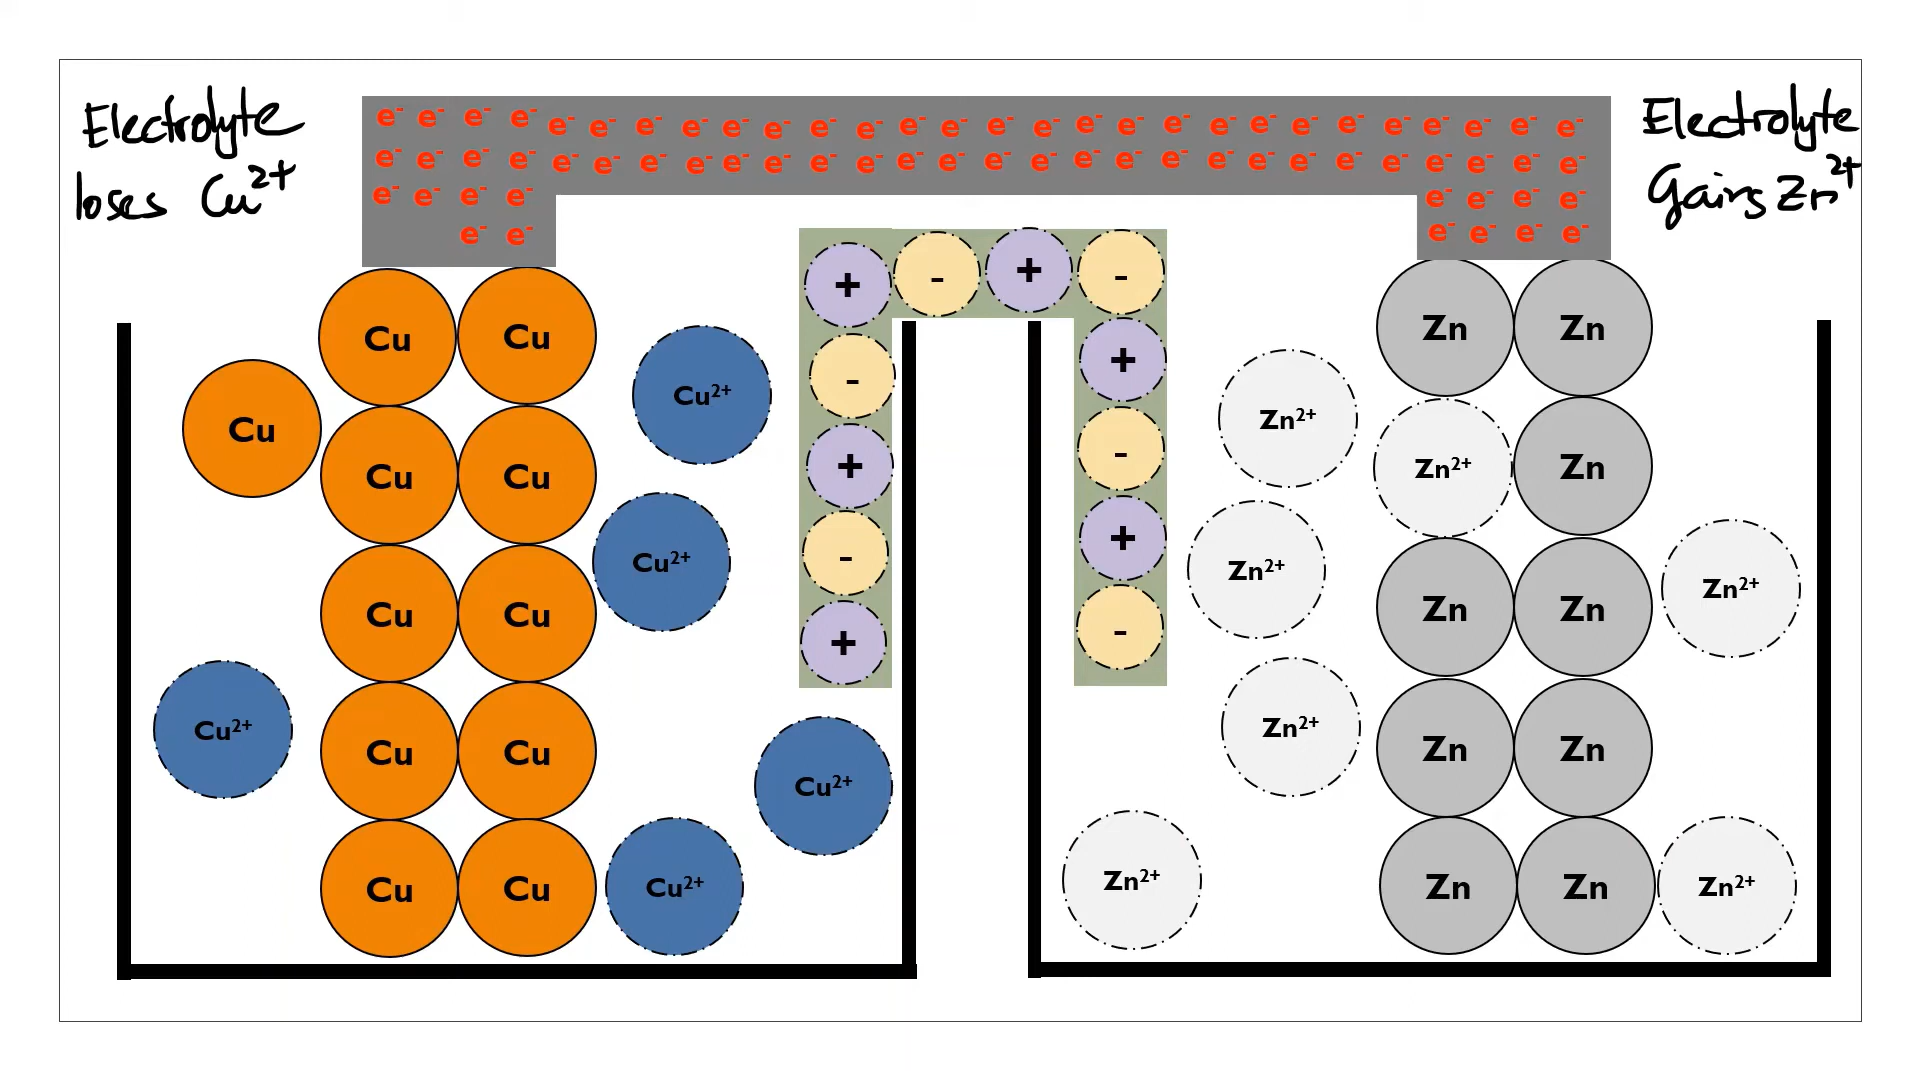 Electrolyte
loses Cu²⁺
Electrolyte
Gains Zn²⁺
e⁻ e⁻ e⁻ e⁻ e⁻ e⁻ e⁻ e⁻ e⁻ e⁻ e⁻ e⁻ e⁻ e⁻ e⁻ e⁻ e⁻ e⁻ e⁻ e⁻ e⁻ e⁻ e⁻ e⁻ e⁻ e⁻ e⁻ e⁻
e⁻ e⁻ e⁻ e⁻ e⁻ e⁻ e⁻ e⁻ e⁻ e⁻ e⁻ e⁻ e⁻ e⁻ e⁻ e⁻ e⁻ e⁻ e⁻ e⁻ e⁻ e⁻ e⁻ e⁻ e⁻ e⁻ e⁻ e⁻
e⁻ e⁻ e⁻ e⁻ e⁻ e⁻ e⁻ e⁻
e⁻ e⁻ e⁻ e⁻ e⁻ e⁻
Cu Cu
Cu
Cu Cu
Cu Cu
Cu Cu
Cu Cu
Cu²⁺
Cu²⁺
Cu²⁺
Cu²⁺
Cu²⁺
+ - + -
- +
+ -
- +
+ -
Zn Zn
Zn²⁺
Zn²⁺ Zn
Zn²⁺
Zn Zn
Zn²⁺
Zn²⁺
Zn Zn
Zn²⁺
Zn Zn
Zn²⁺